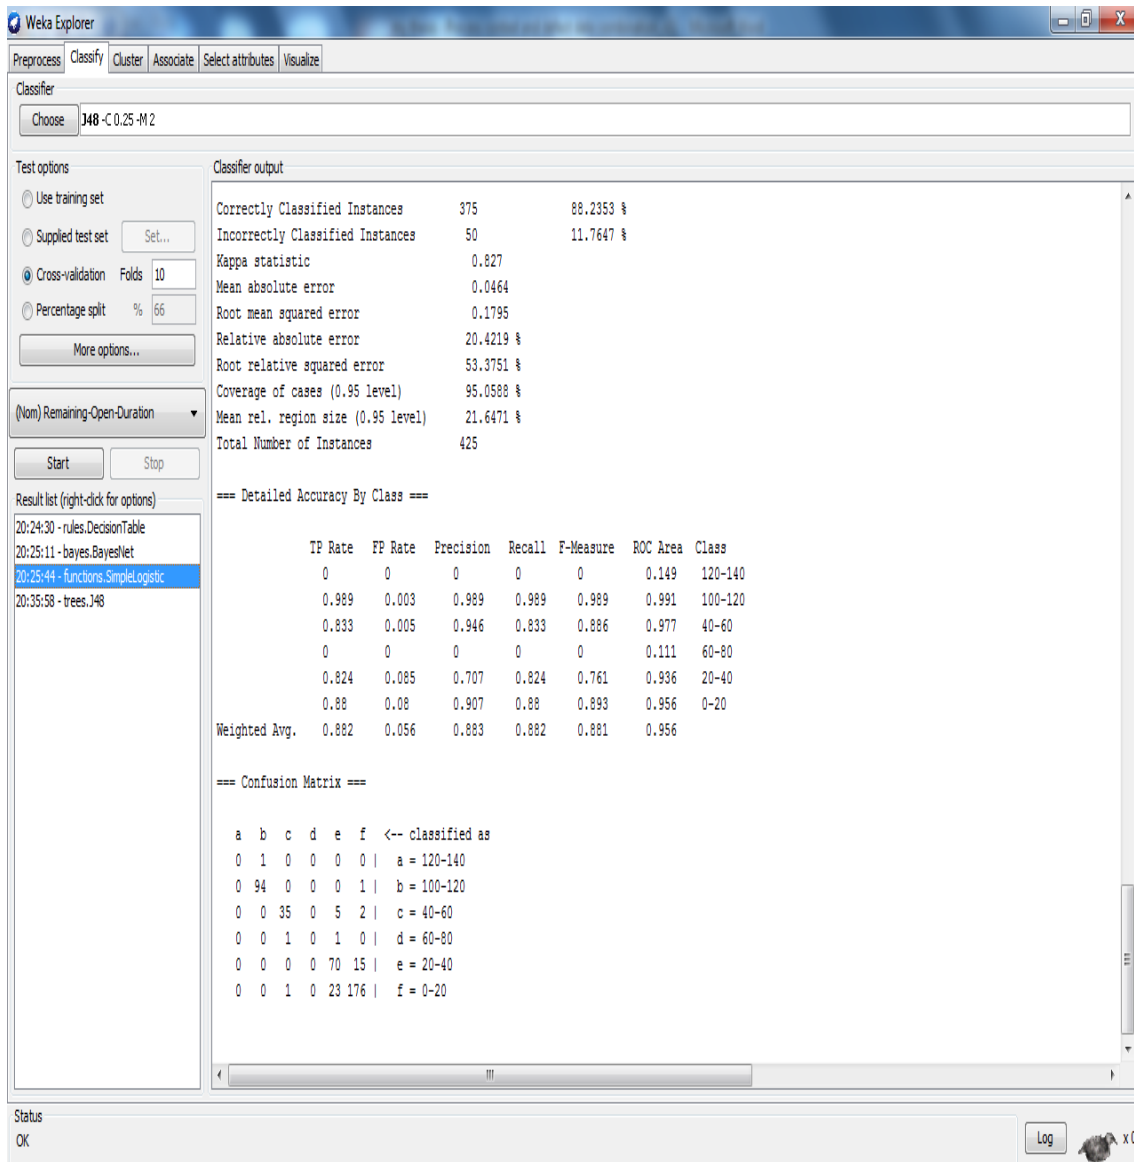 Weka Explorer
Preprocess Classify Cluster Associate Select attributes Visualize
Classifier
Choose J48 -C 0.25 -M 2
Test options
Use training set
Supplied test set Set...
Cross-validation Folds 10
Percentage split % 66
More options...
(Nom) Remaining-Open-Duration
Start Stop
Result list (right-click for options)
20:24:30 - rules.DecisionTable
20:25:11 - bayes.BayesNet
20:25:44 - functions.SimpleLogistic
20:35:58 - trees.J48
Classifier output
Correctly Classified Instances 375 88.2353 %
Incorrectly Classified Instances 50 11.7647 %
Kappa statistic 0.827
Mean absolute error 0.0464
Root mean squared error 0.1795
Relative absolute error 20.4219 %
Root relative squared error 53.3751 %
Coverage of cases (0.95 level) 95.0588 %
Mean rel. region size (0.95 level) 21.6471 %
Total Number of Instances 425
=== Detailed Accuracy By Class ===
TP Rate FP Rate Precision Recall F-Measure ROC Area Class
0 0 0 0 0 0.149 120-140
0.989 0.003 0.989 0.989 0.989 0.991 100-120
0.833 0.005 0.946 0.833 0.886 0.977 40-60
0 0 0 0 0 0.111 60-80
0.824 0.085 0.707 0.824 0.761 0.936 20-40
0.88 0.08 0.907 0.88 0.893 0.956 0-20
Weighted Avg. 0.882 0.056 0.883 0.882 0.881 0.956
=== Confusion Matrix ===
a b c d e f <-- classified as
0 1 0 0 0 0 | a = 120-140
0 94 0 0 0 1 | b = 100-120
0 0 35 0 5 2 | c = 40-60
0 0 1 0 1 0 | d = 60-80
0 0 0 0 70 15 | e = 20-40
0 0 1 0 23 176 | f = 0-20
Status
OK
Log x 0